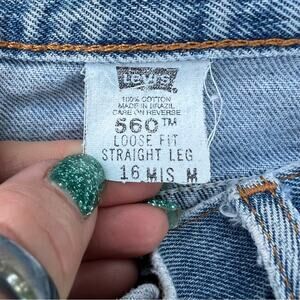 Levi's
100% COTTON
MADE IN BRAZIL
CARE ON REVERSE
560™
LOOSE FIT
STRAIGHT LEG
16 MIS M